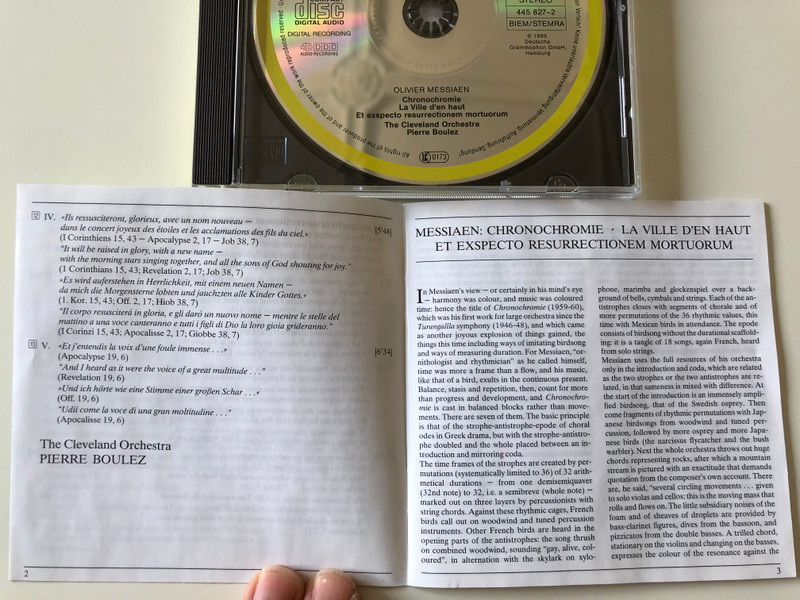 COMPACT
disc
DIGITAL AUDIO
DIGITAL RECORDING
4D DDD
AUDIO RECORDING
STEREO
445 827-2
BIEM/STEMRA
℗ 1995
Deutsche
Grammophon GmbH,
Hamburg
OLIVIER MESSIAEN
Chronochromie
La Ville d'en haut
Et exspecto resurrectionem mortuorum
The Cleveland Orchestra
Pierre Boulez
All rights of the producer and of the owner of the work reproduced reserved
LC 0173
IV. «Ils ressusciteront, glorieux, avec un nom nouveau –
dans le concert joyeux des étoiles et les acclamations des fils du ciel.» [5'48]
(I Corinthiens 15, 43 – Apocalypse 2, 17 – Job 38, 7)
"It will be raised in glory, with a new name –
with the morning stars singing together, and all the sons of God shouting for joy."
(1 Corinthians 15, 43; Revelation 2, 17; Job 38, 7)
»Es wird auferstehen in Herrlichkeit, mit einem neuen Namen –
da mich die Morgensterne lobten und jauchzten alle Kinder Gottes.«
(1. Kor. 15, 43; Off. 2, 17; Hiob 38, 7)
"Il corpo resusciterà in gloria, e gli darò un nuovo nome – mentre le stelle del
mattino a una voce canteranno e tutti i figli di Dio la loro gioia grideranno."
(I Corinzi 15, 43; Apocalisse 2, 17; Giobbe 38, 7)
V. «Et j'entendis la voix d'une foule immense . . .» [6'34]
(Apocalypse 19, 6)
"And I heard as it were the voice of a great multitude . . ."
(Revelation 19, 6)
»Und ich hörte wie eine Stimme einer großen Schar . . .«
(Off. 19, 6)
"Udii come la voce di una gran moltitudine . . ."
(Apocalisse 19, 6)
The Cleveland Orchestra
PIERRE BOULEZ
2
MESSIAEN: CHRONOCHROMIE · LA VILLE D'EN HAUT
ET EXSPECTO RESURRECTIONEM MORTUORUM
In Messiaen's view – or certainly in his mind's eye
– harmony was colour, and music was coloured
time: hence the title of Chronochromie (1959-60),
which was his first work for large orchestra since the
Turangalîla symphony (1946-48), and which came
as another joyous explosion of things gained, the
things this time including ways of imitating birdsong
and ways of measuring duration. For Messiaen, "or-
nithologist and rhythmician" as he called himself,
time was more a frame than a flow, and his music,
like that of a bird, exults in the continuous present.
Balance, stasis and repetition, then, count for more
than progress and development, and Chronochro-
mie is cast in balanced blocks rather than move-
ments. There are seven of them. The basic principle
is that of the strophe-antistrophe-epode of choral
odes in Greek drama, but with the strophe-antistro-
phe doubled and the whole placed between an in-
troduction and mirroring coda.
The time frames of the strophes are created by per-
mutations (systematically limited to 36) of 32 arith-
metical durations – from one demisemiquaver
(32nd note) to 32, i.e. a semibreve (whole note) –
marked out on three layers by percussionists with
string chords. Against these rhythmic cages, French
birds call out on woodwind and tuned percussion
instruments. Other French birds are heard in the
opening parts of the antistrophes: the song thrush
on combined woodwind, sounding "gay, alive, col-
oured", in alternation with the skylark on xylo-
phone, marimba and glockenspiel over a back-
ground of bells, cymbals and strings. Each of the an-
tistrophes closes with segments of chorale and of
more permutations of the 36 rhythmic values, this
time with Mexican birds in attendance. The epode
consists of birdsong without the durational scaffold-
ing: it is a tangle of 18 songs, again French, heard
from solo strings.
Messiaen uses the full resources of his orchestra
only in the introduction and coda, which are related
as the two strophes or the two antistrophes are re-
lated, in that sameness is mixed with difference. At
the start of the introduction is an immensely ampli-
fied birdsong, that of the Swedish osprey. Then
come fragments of rhythmic permutations with Jap-
anese birdsongs from woodwind and tuned per-
cussion, followed by more osprey and more Japa-
nese birds (the narcissus flycatcher and the bush
warbler). Next the whole orchestra throws out huge
chords representing rocks, after which a mountain
stream is pictured with an exactitude that demands
quotation from the composer's own account. There
are, he said, "several circling movements . . . given
to solo violas and cellos: this is the moving mass that
rolls and flows on. The little subsidiary noises of the
foam and of sheaves of droplets are provided by
bass-clarinet figures, dives from the bassoon, and
pizzicatos from the double basses. A trilled chord,
stationary on the violins and changing on the basses,
expresses the colour of the resonance against the
3